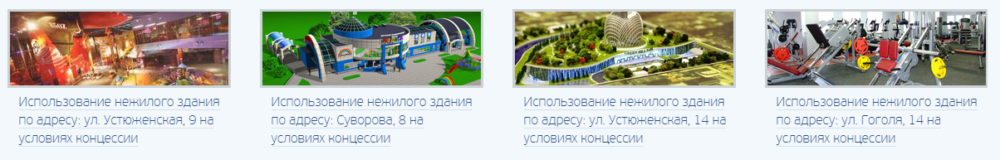 Использование нежилого здания
по адресу: ул. Устюженская, 9 на
условиях концессии
Использование нежилого здания
по адресу: Суворова, 8 на
условиях концессии
Использование нежилого здания
по адресу: ул. Устюженская, 14 на
условиях концессии
Использование нежилого здания
по адресу: ул. Гоголя, 14 на
условиях концессии